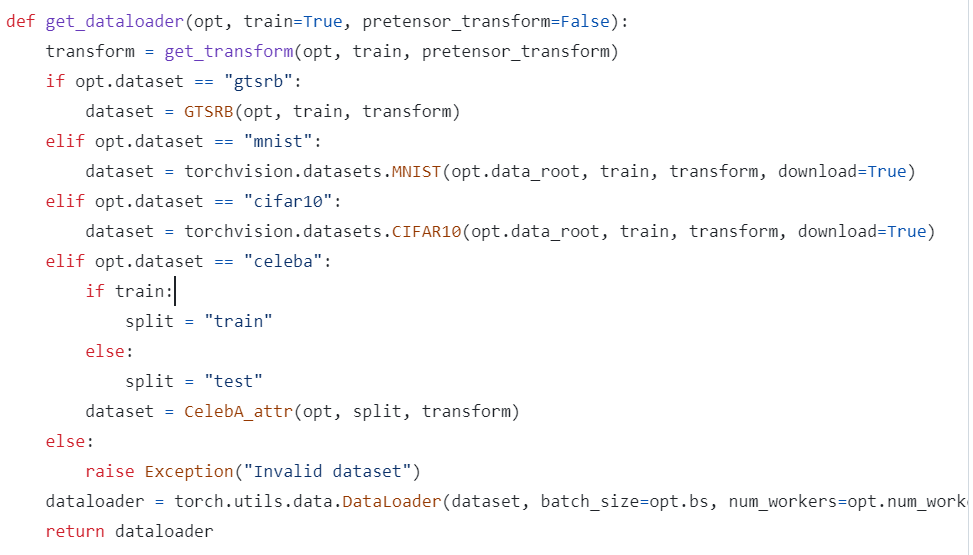 def get_dataloader(opt, train=True, pretensor_transform=False):
    transform = get_transform(opt, train, pretensor_transform)
    if opt.dataset == "gtsrb":
        dataset = GTSRB(opt, train, transform)
    elif opt.dataset == "mnist":
        dataset = torchvision.datasets.MNIST(opt.data_root, train, transform, download=True)
    elif opt.dataset == "cifar10":
        dataset = torchvision.datasets.CIFAR10(opt.data_root, train, transform, download=True)
    elif opt.dataset == "celeba":
        if train:
            split = "train"
        else:
            split = "test"
        dataset = CelebA_attr(opt, split, transform)
    else:
        raise Exception("Invalid dataset")
    dataloader = torch.utils.data.DataLoader(dataset, batch_size=opt.bs, num_workers=opt.num_work
    return dataloader